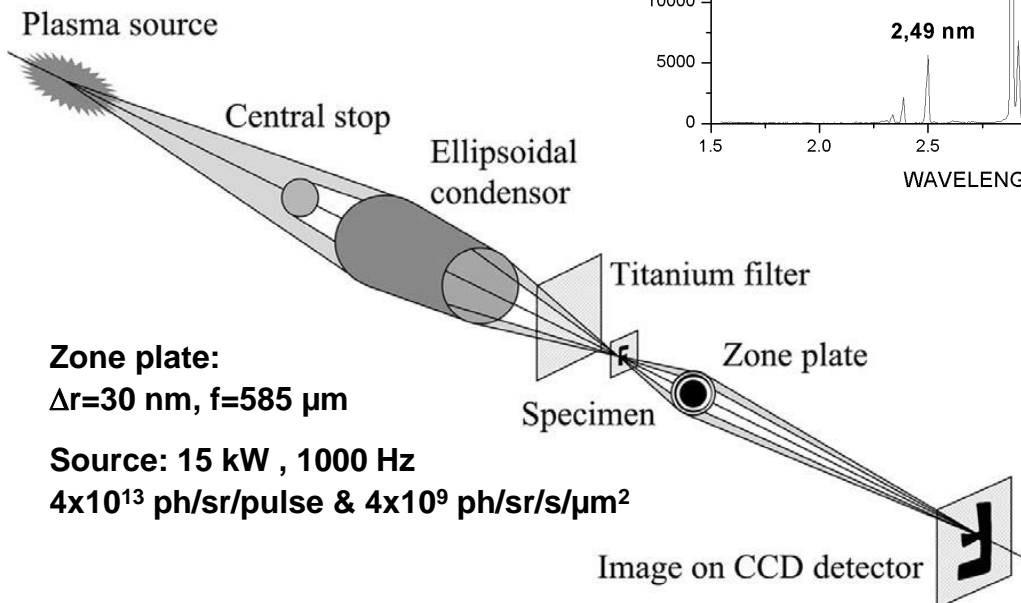 Plasma source
10000
5000
0
2,49 nm
1.5 2.0 2.5
Central stop
Ellipsoidal
condensor
Titanium filter
Zone plate:
Δr=30 nm, f=585 µm
Zone plate
Specimen
Source: 15 kW , 1000 Hz
4x10¹³ ph/sr/pulse & 4x10⁹ ph/sr/s/µm²
Image on CCD detector